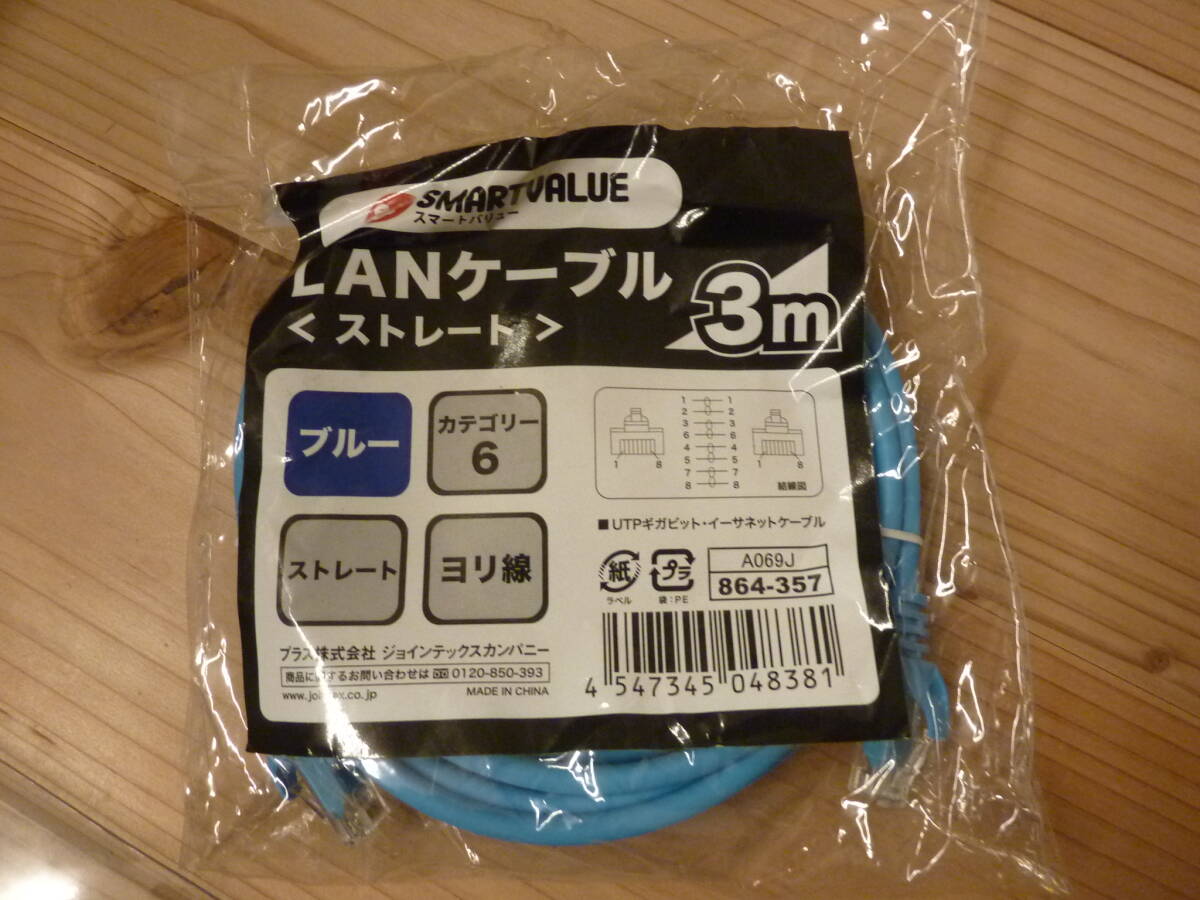 SMARTVALUE
スマートバリュー
LANケーブル
3m
< ストレート >
ブルー
カテゴリー
6
ストレート
ヨリ線
1 1
2 2
3 3
6 6
4 4
5 5
7 7
8 8
1 8
1 8
結線図
■UTPギガビット・イーサネットケーブル
紙
ラベル
プラ
袋:PE
A069J
864-357
プラス株式会社 ジョインテックスカンパニー
商品に関するお問い合わせは 0120-850-393
www.jointex.co.jp
MADE IN CHINA
4 547345 048381